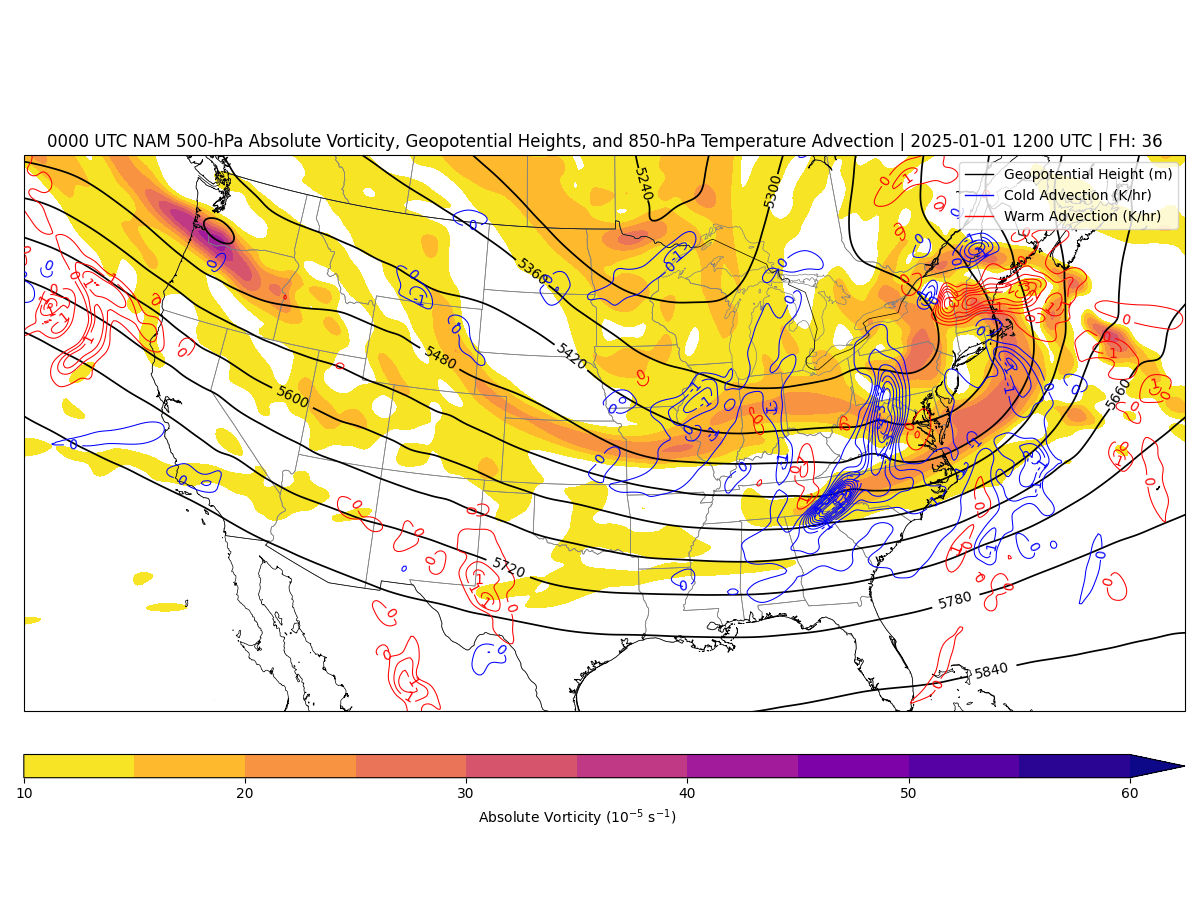 0000 UTC NAM 500-hPa Absolute Vorticity, Geopotential Heights, and 850-hPa Temperature Advection | 2025-01-01 1200 UTC | FH: 36
Geopotential Height (m)
Cold Advection (K/hr)
Warm Advection (K/hr)
5240
5300
5360
5420
5480
5600
5660
5720
5780
5840
10 20 30 40 50 60
Absolute Vorticity (10⁻⁵ s⁻¹)